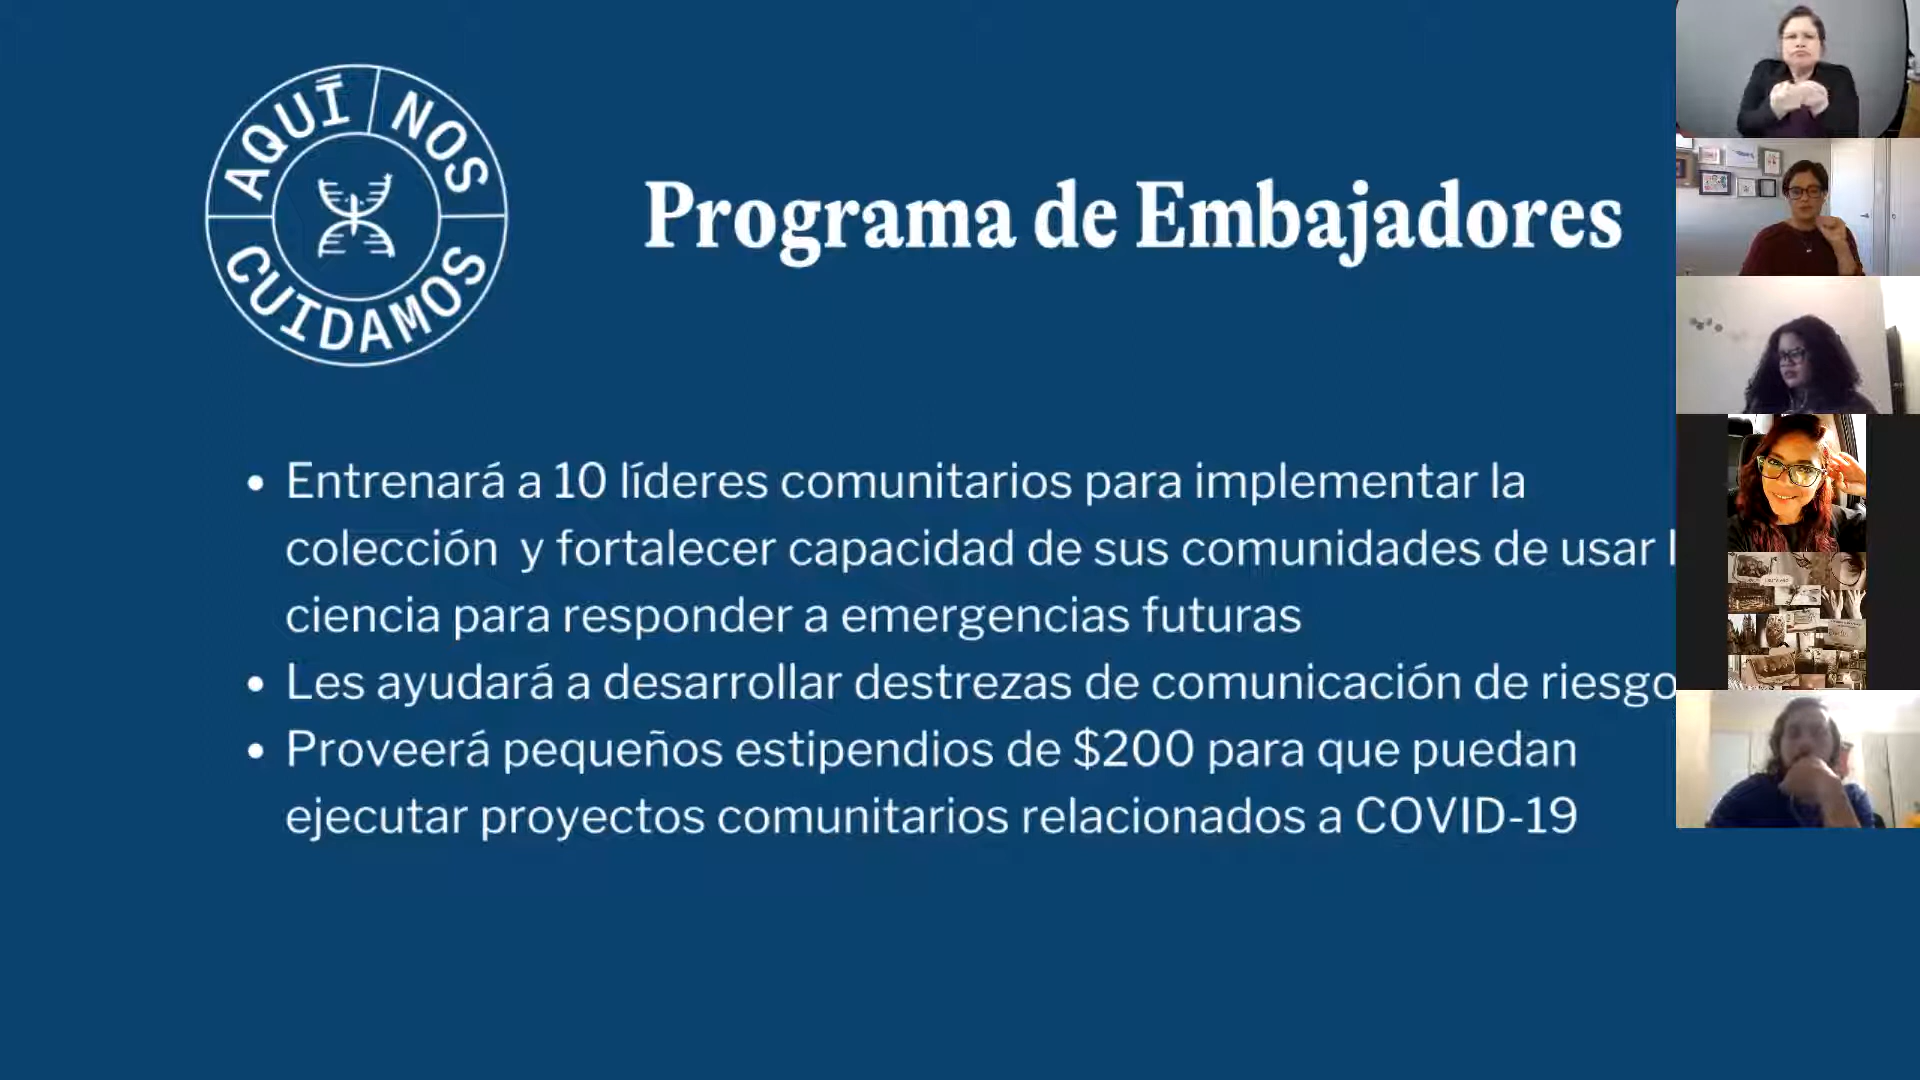 AQUÍ NOS CUIDAMOS
Programa de Embajadores
• Entrenará a 10 líderes comunitarios para implementar la
colección y fortalecer capacidad de sus comunidades de usar l
ciencia para responder a emergencias futuras
• Les ayudará a desarrollar destrezas de comunicación de riesgo
• Proveerá pequeños estipendios de $200 para que puedan
ejecutar proyectos comunitarios relacionados a COVID-19